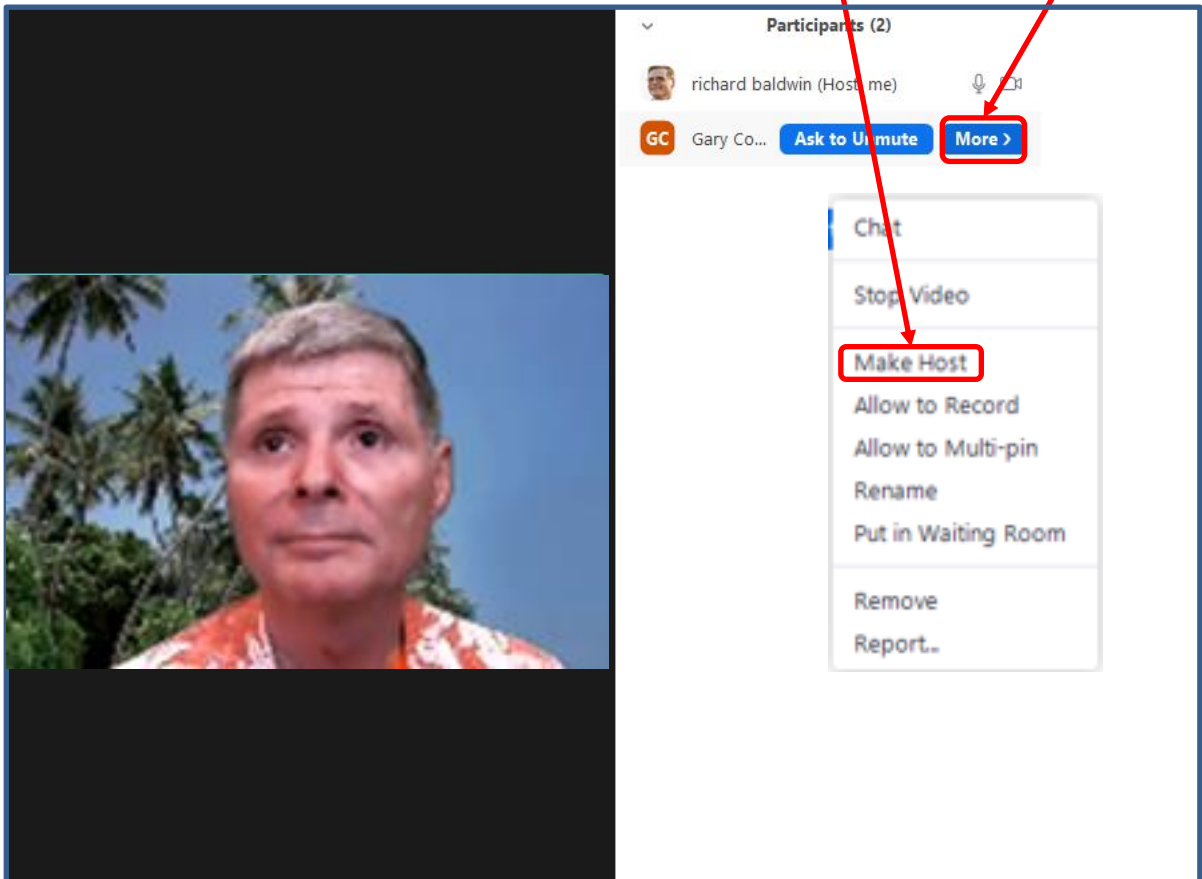 Participants (2)
richard baldwin (Host, me)
GC Gary Co... Ask to Unmute More >
Chat
Stop Video
Make Host
Allow to Record
Allow to Multi-pin
Rename
Put in Waiting Room
Remove
Report...